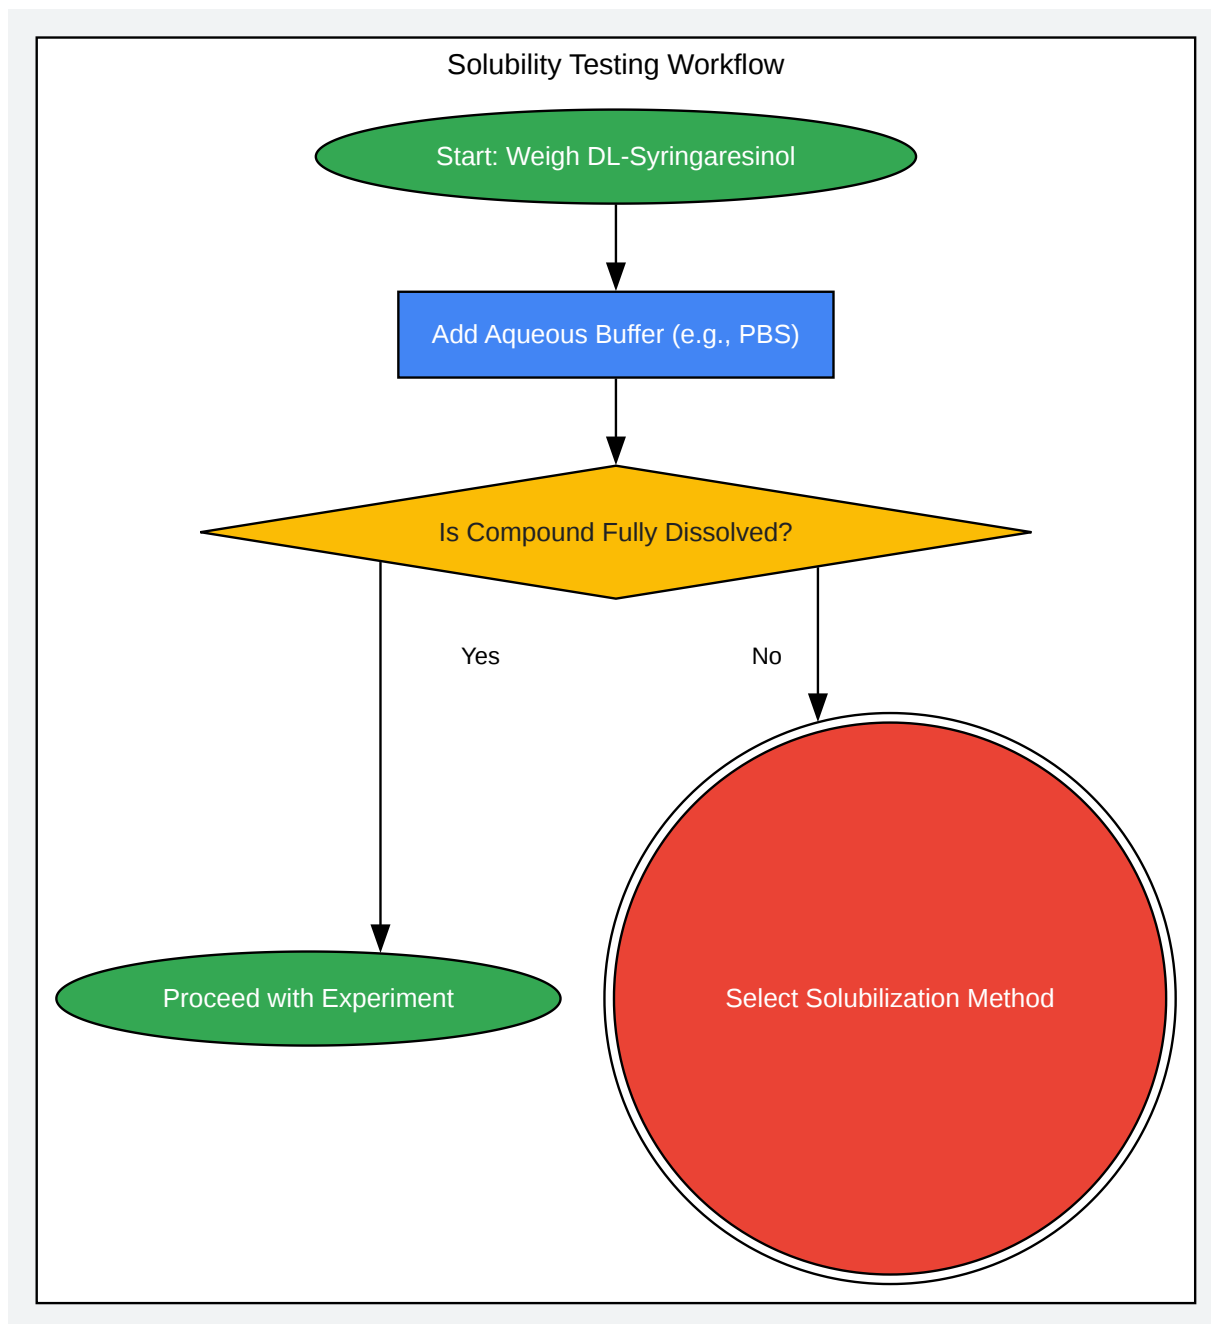 Solubility Testing Workflow
Start: Weigh DL-Syringaresinol
Add Aqueous Buffer (e.g., PBS)
Is Compound Fully Dissolved?
Yes
No
Proceed with Experiment
Select Solubilization Method